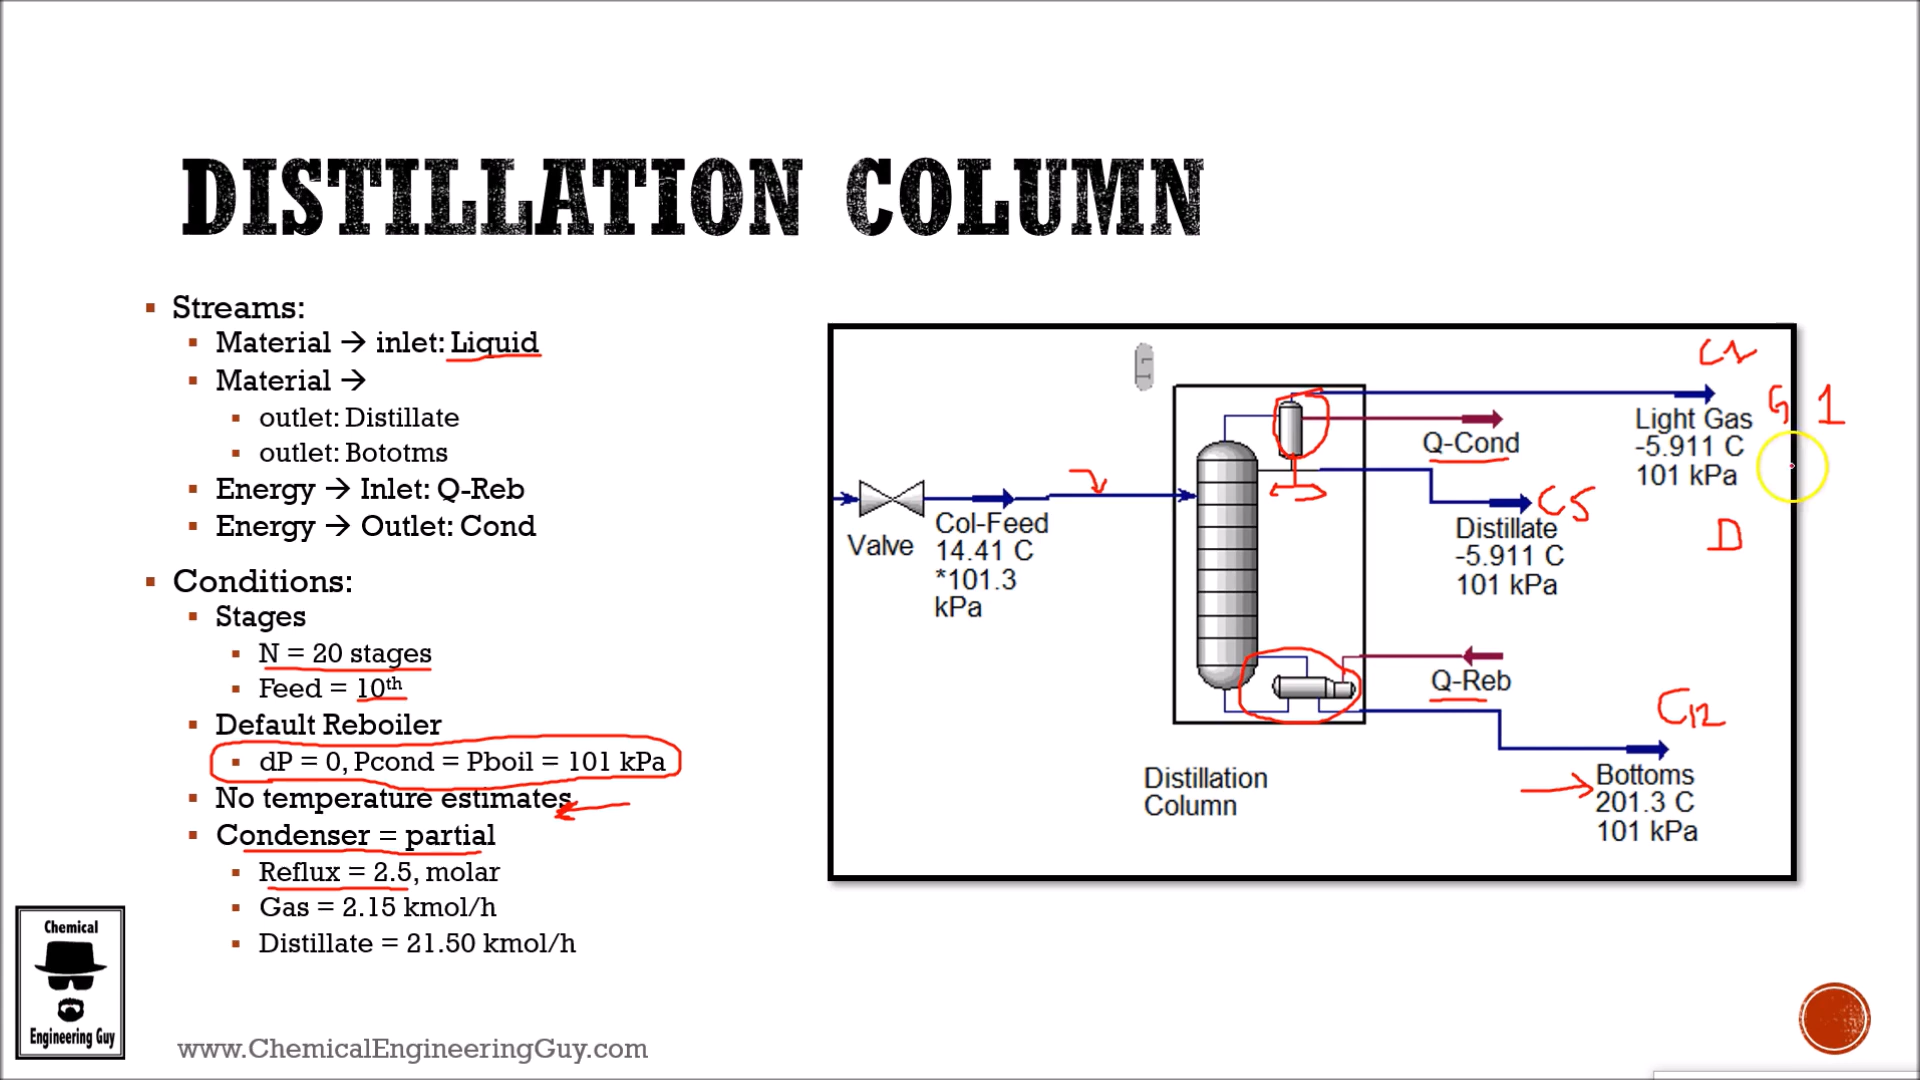 DISTILLATION COLUMN
Streams:
Material → inlet: Liquid
Material →
outlet: Distillate
outlet: Bototms
Energy → Inlet: Q-Reb
Energy → Outlet: Cond
Conditions:
Stages
N = 20 stages
Feed = 10th
Default Reboiler
dP = 0, Pcond = Pboil = 101 kPa
No temperature estimates
Condenser = partial
Reflux = 2.5, molar
Gas = 2.15 kmol/h
Distillate = 21.50 kmol/h
Valve
Col-Feed
14.41 C
*101.3
kPa
Q-Cond
C1
G 1
Light Gas
-5.911 C
101 kPa
C5
Distillate
-5.911 C
101 kPa
D
Q-Reb
C12
Bottoms
201.3 C
101 kPa
Distillation
Column
Chemical
Engineering Guy
www.ChemicalEngineeringGuy.com